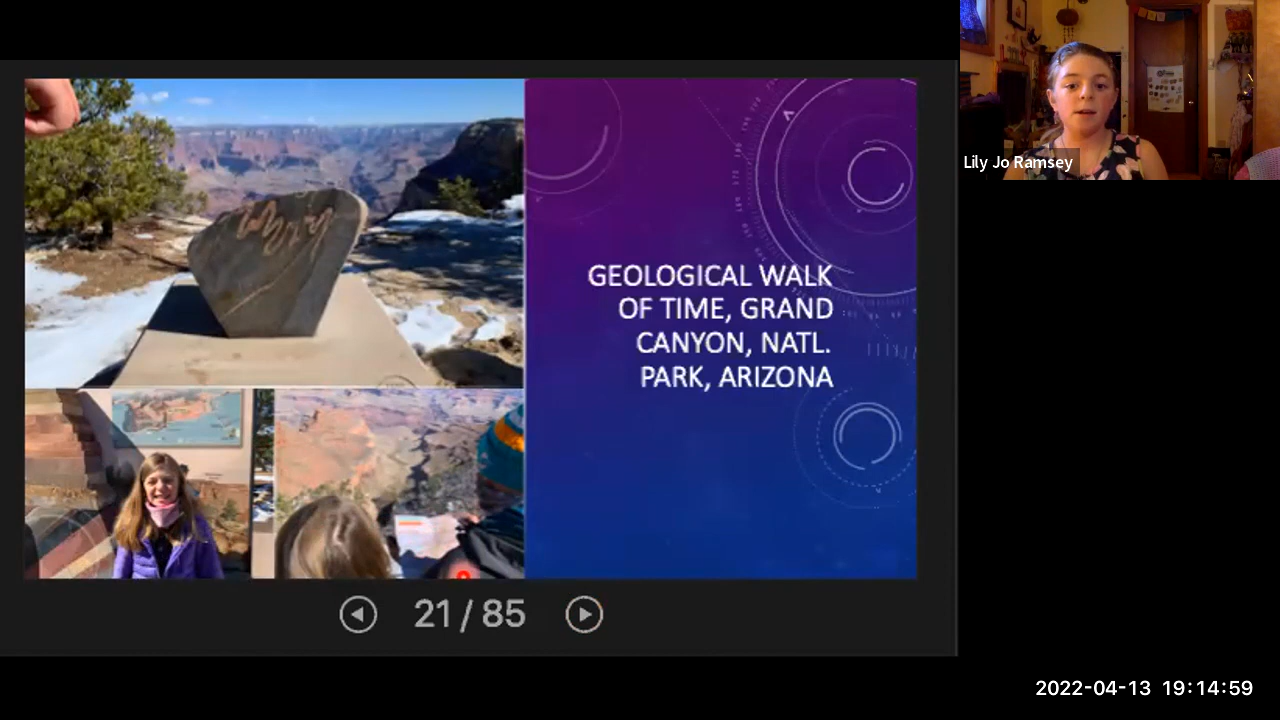 GEOLOGICAL WALK
OF TIME, GRAND
CANYON, NATL.
PARK, ARIZONA
Lily Jo Ramsey
21 / 85
2022-04-13 19:14:59